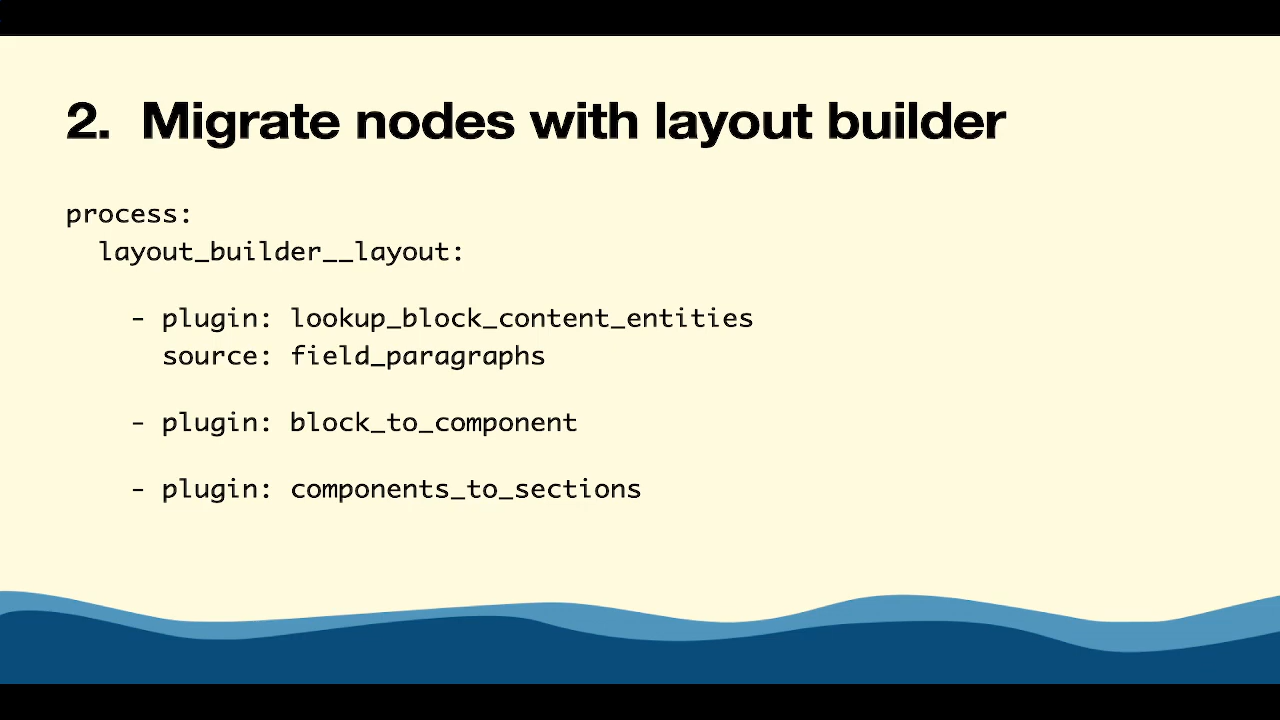 2. Migrate nodes with layout builder
process:
  layout_builder__layout:
    - plugin: lookup_block_content_entities
      source: field_paragraphs
    - plugin: block_to_component
    - plugin: components_to_sections